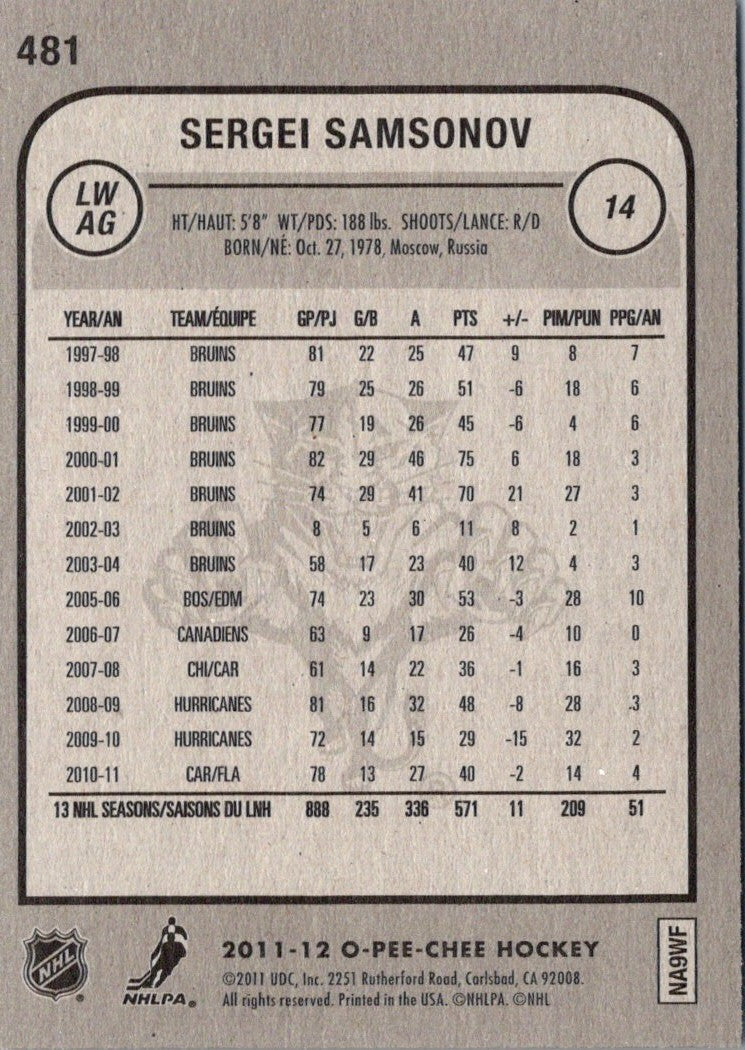 481
SERGEI SAMSONOV
LW
AG
14
HT/HAUT: 5'8" WT/PDS: 188 lbs. SHOOTS/LANCE: R/D
BORN/NÉ: Oct. 27, 1978, Moscow, Russia
YEAR/AN TEAM/ÉQUIPE GP/PJ G/B A PTS +/- PIM/PUN PPG/AN
1997-98 BRUINS 81 22 25 47 9 8 7
1998-99 BRUINS 79 25 26 51 -6 18 6
1999-00 BRUINS 77 19 26 45 -6 4 6
2000-01 BRUINS 82 29 46 75 6 18 3
2001-02 BRUINS 74 29 41 70 21 27 3
2002-03 BRUINS 8 5 6 11 8 2 1
2003-04 BRUINS 58 17 23 40 12 4 3
2005-06 BOS/EDM 74 23 30 53 -3 28 10
2006-07 CANADIENS 63 9 17 26 -4 10 0
2007-08 CHI/CAR 61 14 22 36 -1 16 3
2008-09 HURRICANES 81 16 32 48 -8 28 3
2009-10 HURRICANES 72 14 15 29 -15 32 2
2010-11 CAR/FLA 78 13 27 40 -2 14 4
13 NHL SEASONS/SAISONS DU LNH 888 235 336 571 11 209 51
NHL®
NHLPA®
2011-12 O-PEE-CHEE HOCKEY
©2011 UDC, Inc. 2251 Rutherford Road, Carlsbad, CA 92008.
All rights reserved. Printed in the USA. ©NHLPA. ©NHL
NA9WF